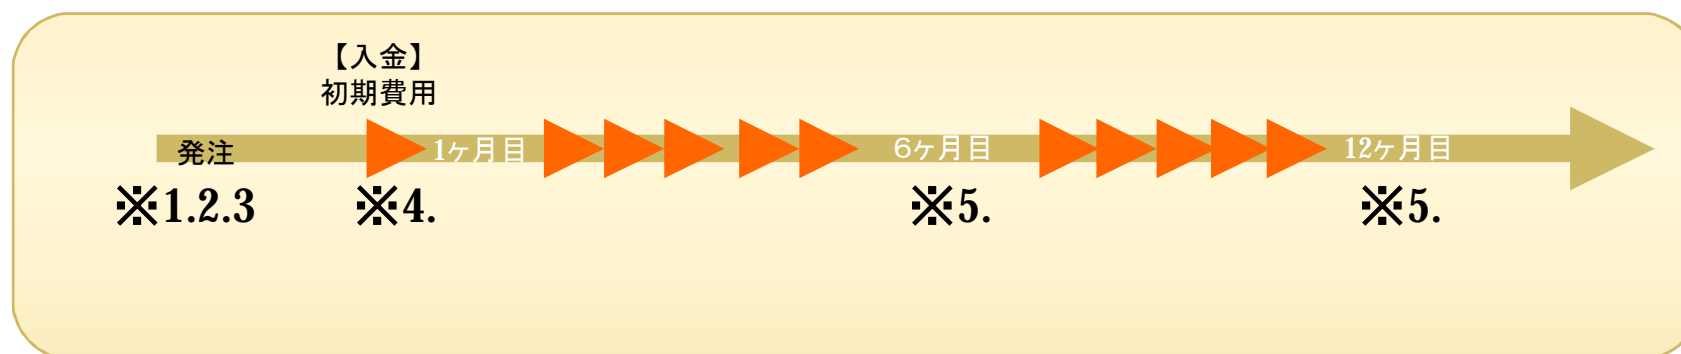 【入金】
初期費用
発注
1ヶ月目
6ヶ月目
12ヶ月目
※1.2.3
※4.
※5.
※5.